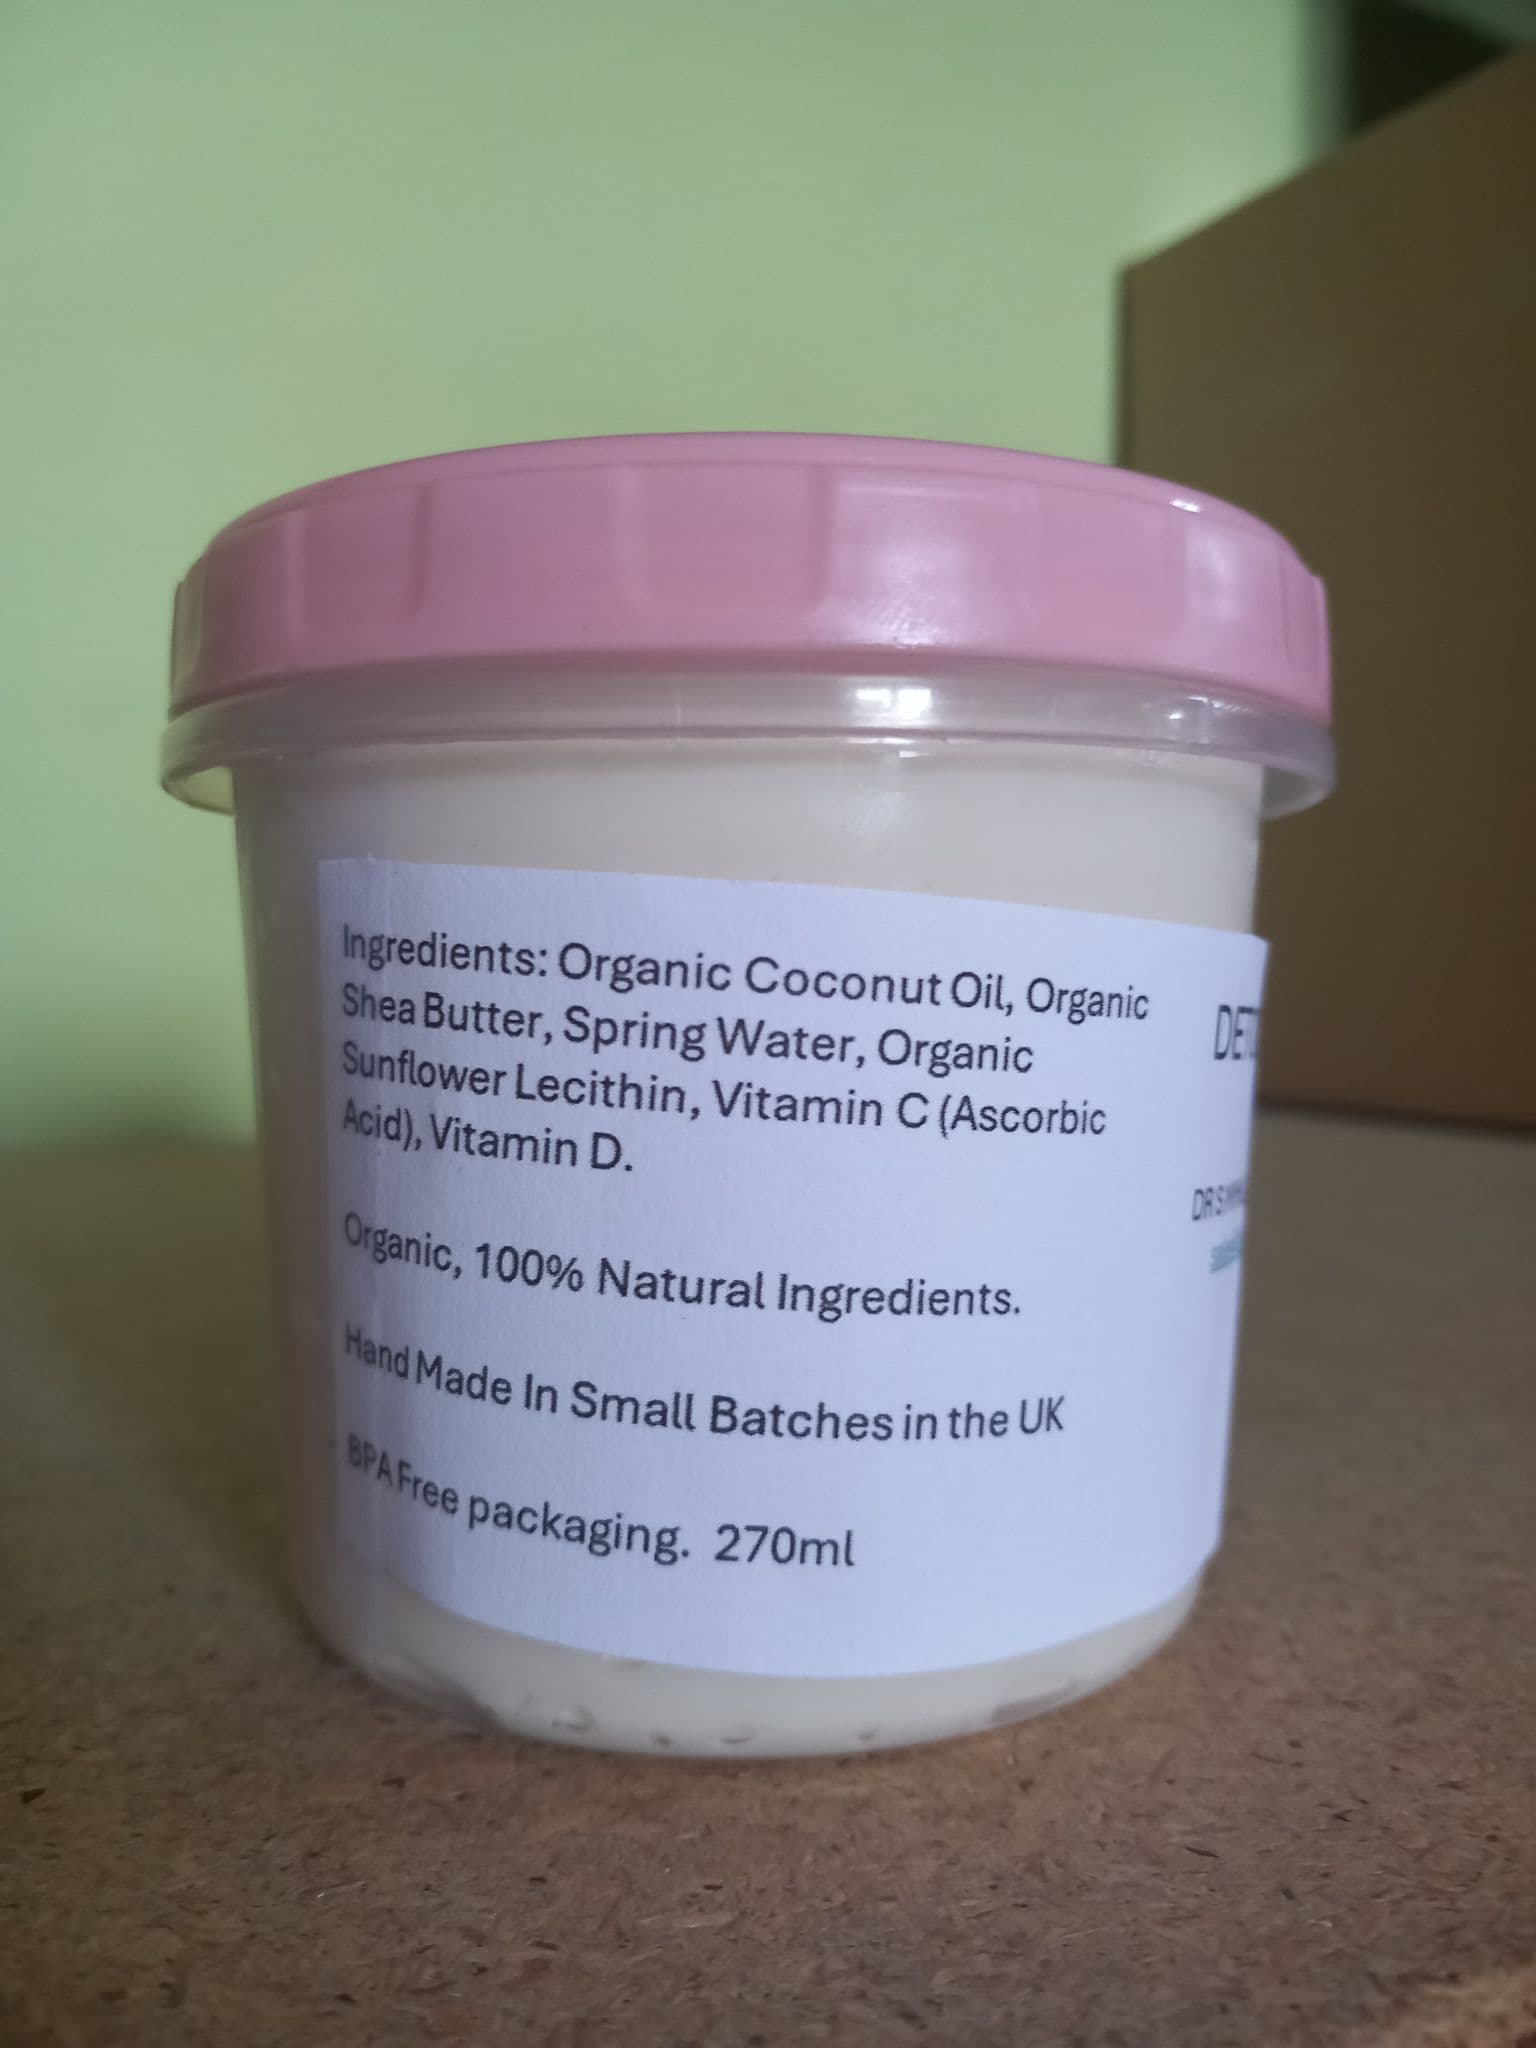 Ingredients: Organic Coconut Oil, Organic
Shea Butter, Spring Water, Organic
Sunflower Lecithin, Vitamin C (Ascorbic
Acid), Vitamin D.
Organic, 100% Natural Ingredients.
Hand Made In Small Batches in the UK
BPA Free packaging. 270ml